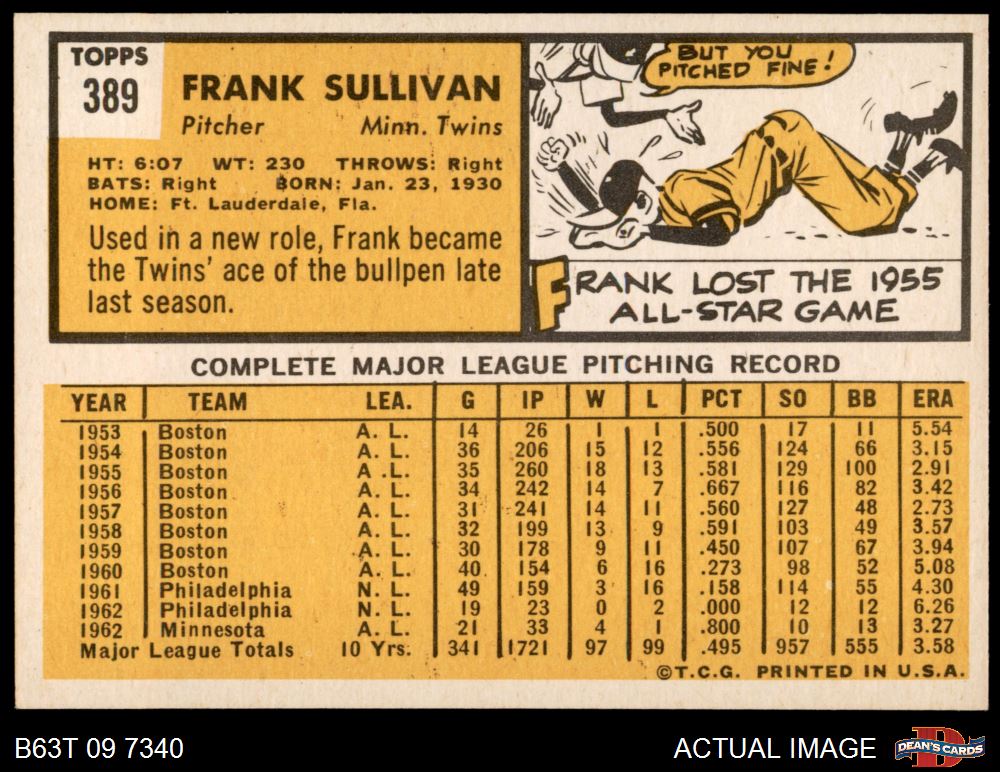 TOPPS
389
FRANK SULLIVAN
Pitcher Minn. Twins
HT: 6:07 WT: 230 THROWS: Right
BATS: Right BORN: Jan. 23, 1930
HOME: Ft. Lauderdale, Fla.
Used in a new role, Frank became
the Twins' ace of the bullpen late
last season.
BUT YOU
PITCHED FINE!
FRANK LOST THE 1955
ALL-STAR GAME
COMPLETE MAJOR LEAGUE PITCHING RECORD
YEAR TEAM LEA. G IP W L PCT SO BB ERA
1953 Boston A. L. 14 26 1 1 .500 17 11 5.54
1954 Boston A. L. 36 206 15 12 .556 124 66 3.15
1955 Boston A .L. 35 260 18 13 .581 129 100 2.91
1956 Boston A. L. 34 242 14 7 .667 116 82 3.42
1957 Boston A. L. 31 241 14 11 .560 127 48 2.73
1958 Boston A. L. 32 199 13 9 .591 103 49 3.57
1959 Boston A. L. 30 178 9 11 .450 107 67 3.94
1960 Boston A. L. 40 154 6 16 .273 98 52 5.08
1961 Philadelphia N. L. 49 159 3 16 .158 114 55 4.30
1962 Philadelphia N. L. 19 23 0 2 .000 12 12 6.26
1962 Minnesota A. L. 21 33 4 1 .800 10 13 3.27
Major League Totals 10 Yrs. 341 1721 97 99 .495 957 555 3.58
©T.C.G. PRINTED IN U.S.A.
B63T 09 7340 ACTUAL IMAGE D DEAN'S CARDS